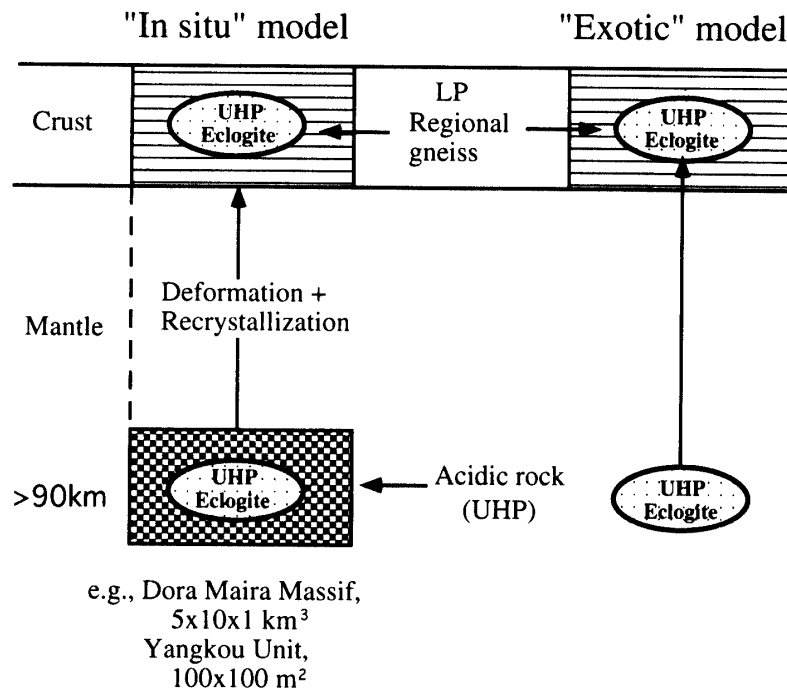 "In situ" model
"Exotic" model
Crust
UHP
Eclogite
LP
Regional
gneiss
UHP
Eclogite
Deformation +
Recrystallization
Mantle
>90km
UHP
Eclogite
Acidic rock
(UHP)
UHP
Eclogite
e.g., Dora Maira Massif,
5x10x1 km³
Yangkou Unit,
100x100 m²